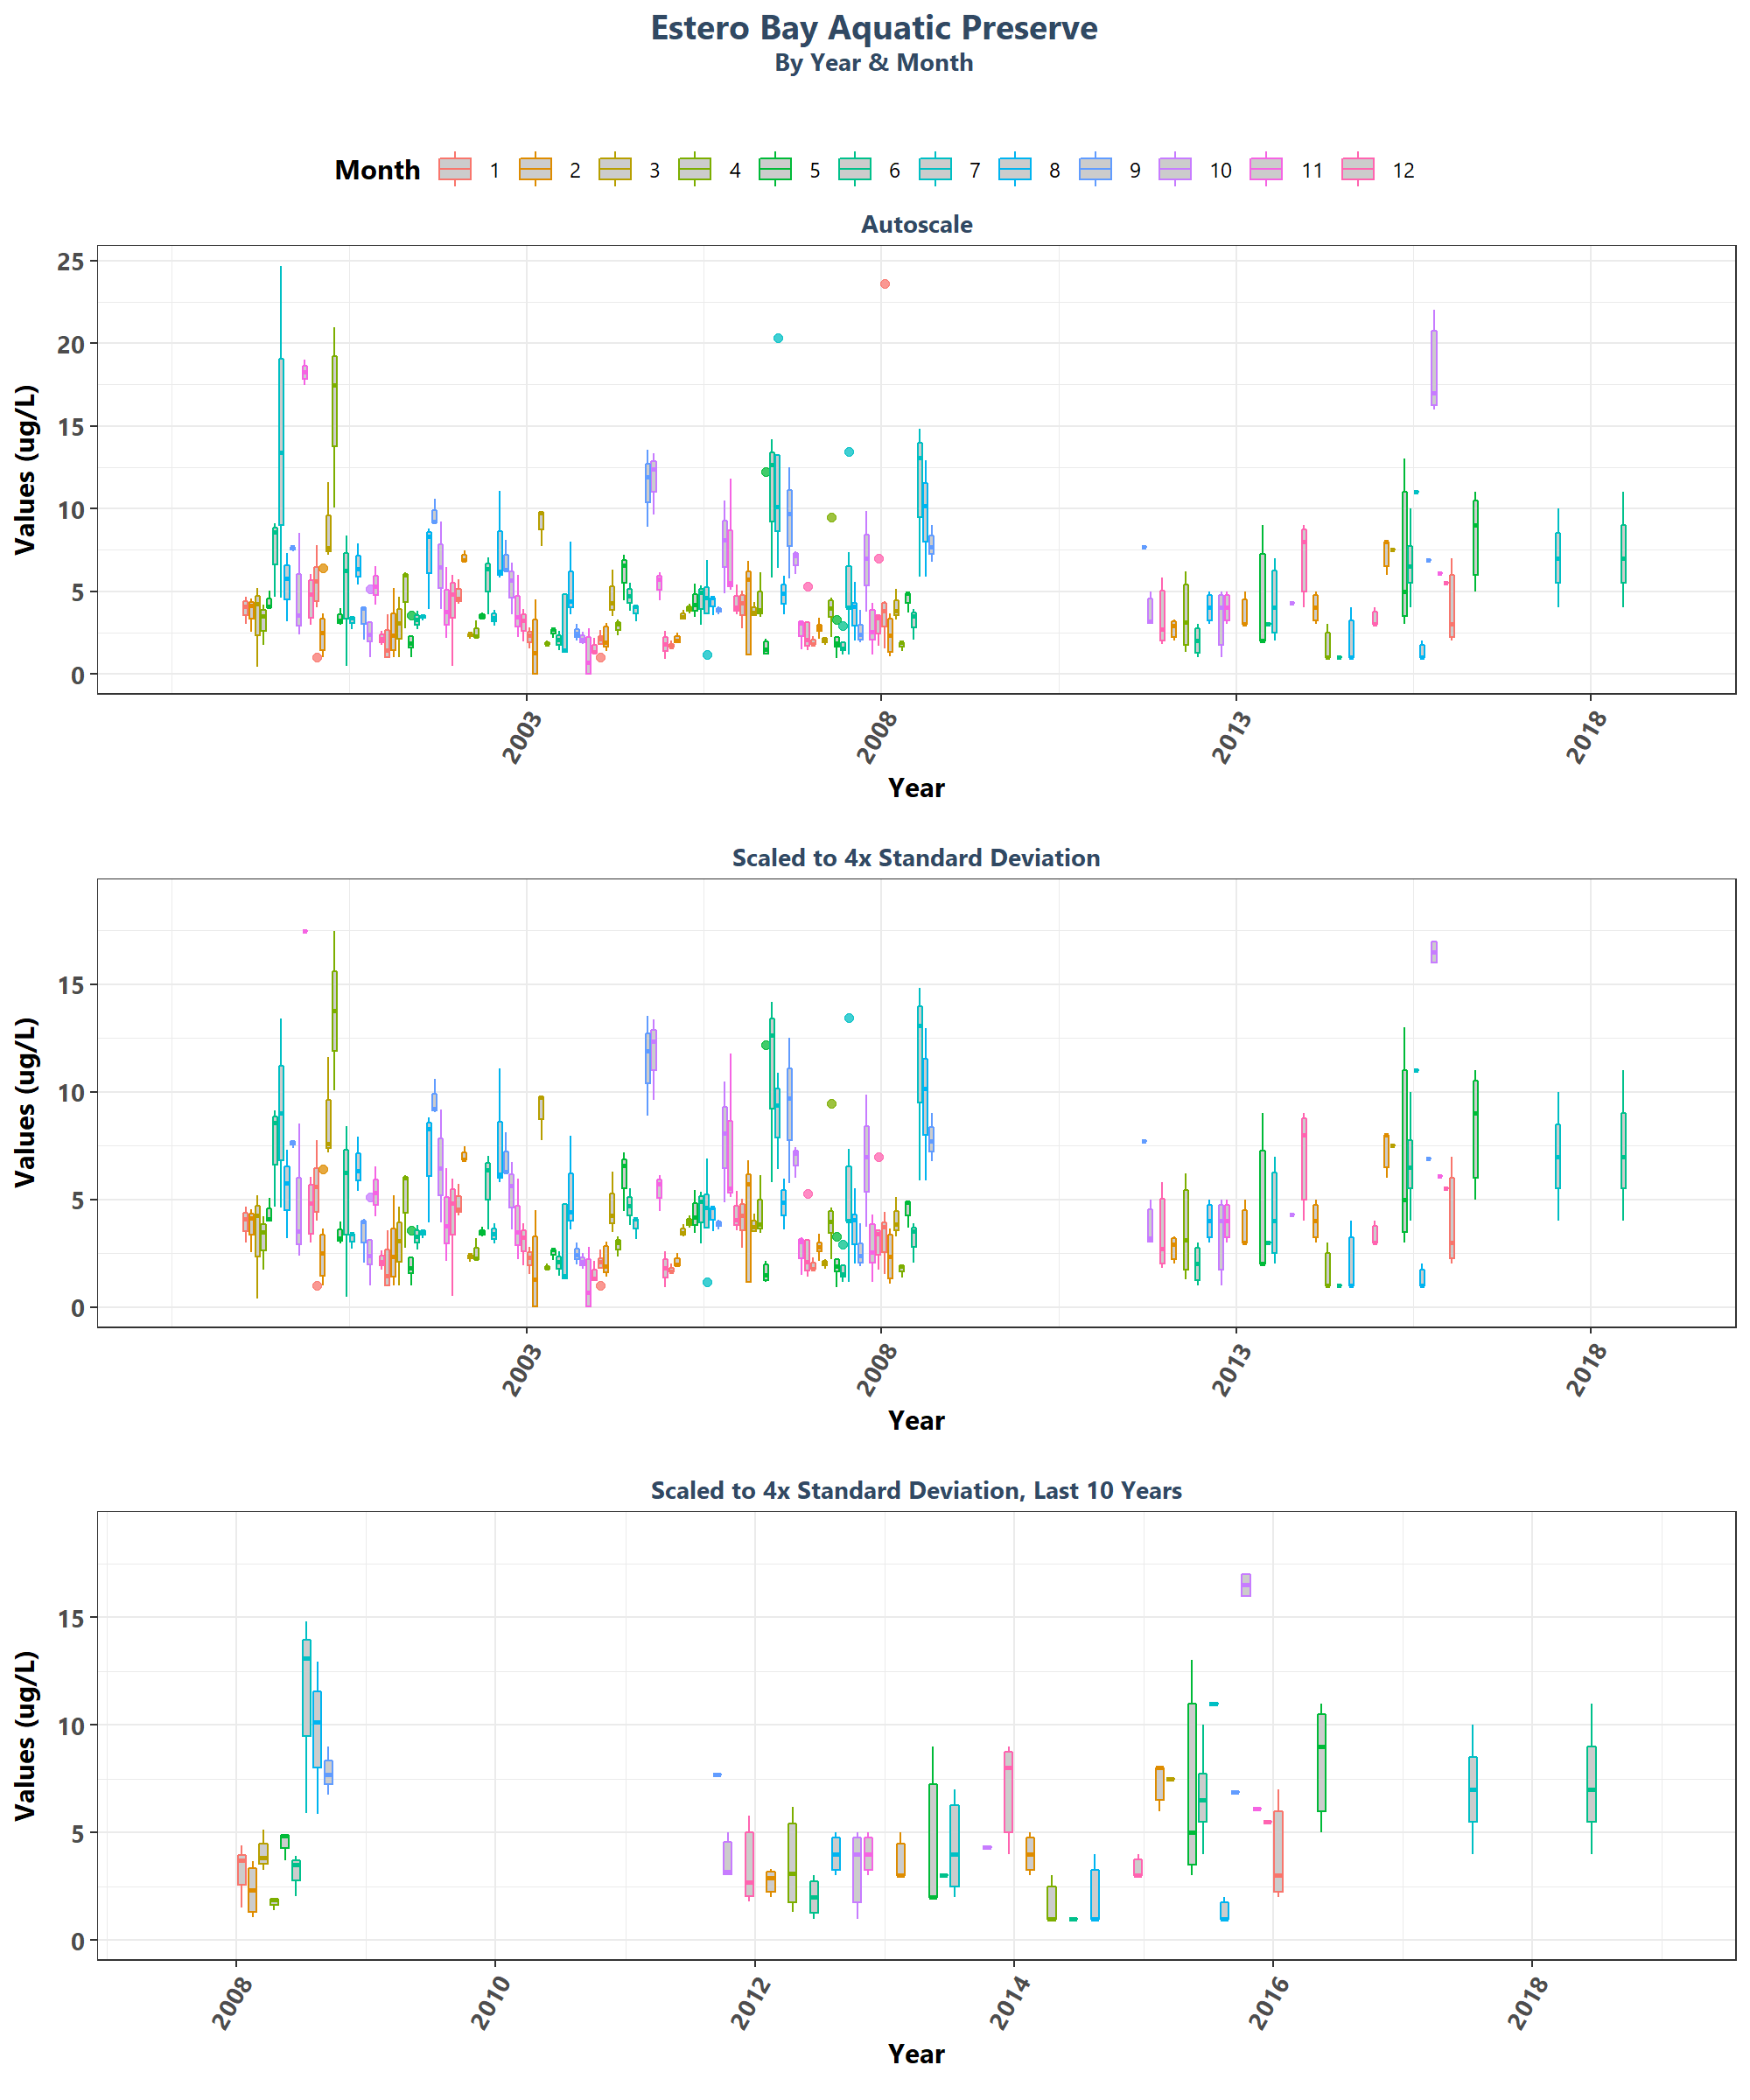 Estero Bay Aquatic Preserve
By Year & Month
Month 1 2 3 4 5 6 7 8 9 10 11 12
Autoscale
Values (ug/L)
25
20
15
10
5
0
2003 2008 2013 2018
Year
Scaled to 4x Standard Deviation
Values (ug/L)
15
10
5
0
2003 2008 2013 2018
Year
Scaled to 4x Standard Deviation, Last 10 Years
Values (ug/L)
15
10
5
0
2008 2010 2012 2014 2016 2018
Year